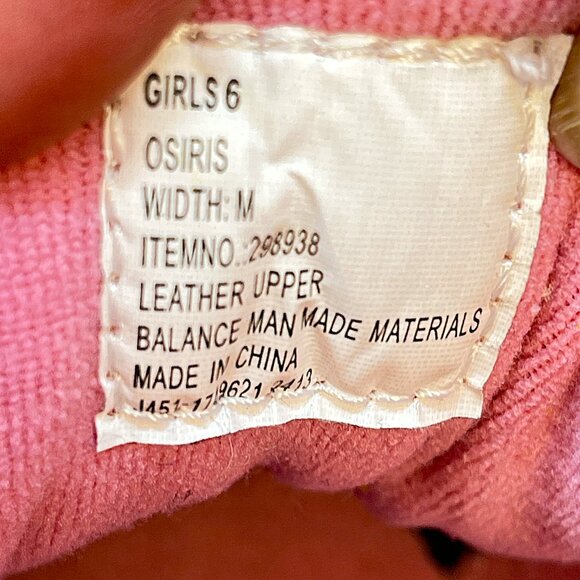 GIRLS 6
OSIRIS
WIDTH: M
ITEMNO.:298938
LEATHER UPPER
BALANCE MAN MADE MATERIALS
MADE IN CHINA